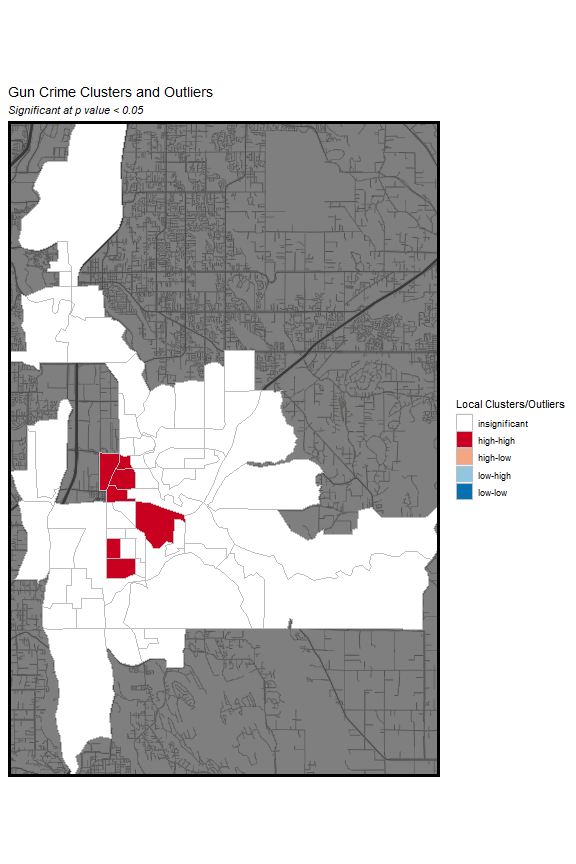 Gun Crime Clusters and Outliers
Significant at p value < 0.05
Local Clusters/Outliers
insignificant
high-high
high-low
low-high
low-low